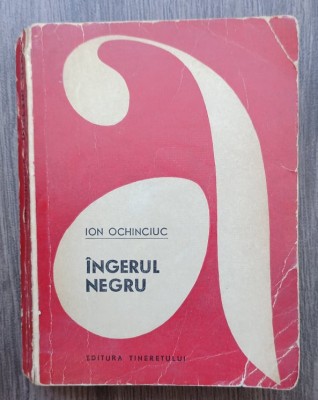 ION OCHINCIUC
ÎNGERUL
NEGRU
EDITURA TINERETULUI